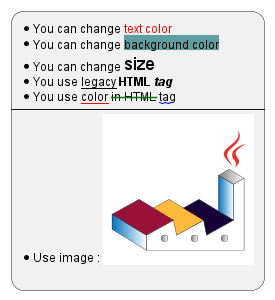 • You can change text color
• You can change background color
• You can change size
• You use legacy HTML tag
• You use color in HTML tag
• Use image :